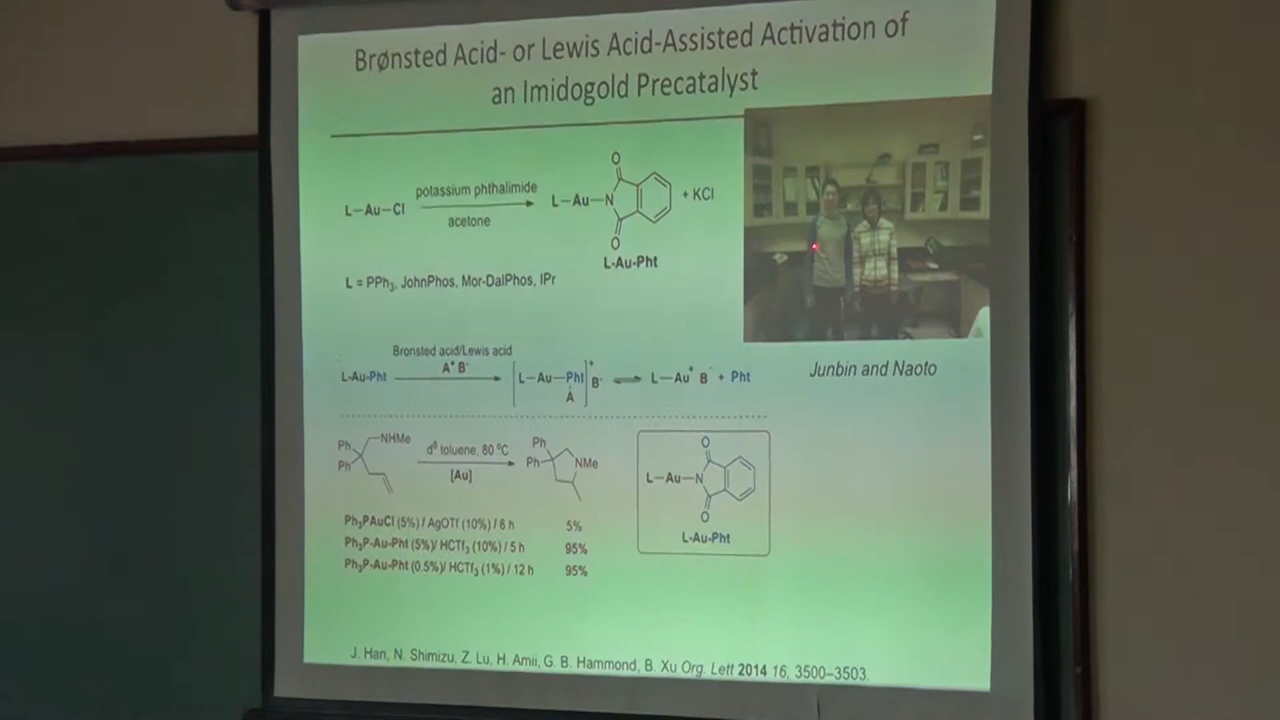 Brønsted Acid- or Lewis Acid-Assisted Activation of
an Imidogold Precatalyst
L–Au–Cl
potassium phthalimide
acetone
L–Au–N
O
O
+ KCl
L-Au-Pht
L = PPh₃, JohnPhos, Mor-DalPhos, IPr
Junbin and Naoto
L-Au-Pht
Bronsted acid/Lewis acid
A⁺ B⁻
[L–Au–Pht]⁺ B⁻
A
L–Au⁺ B⁻ + Pht
Ph
Ph
NHMe
d⁸ toluene, 80 °C
[Au]
Ph
Ph
NMe
O
L–Au–N
O
L-Au-Pht
Ph₃PAuCl (5%) / AgOTf (10%) / 6 h 5%
Ph₃P-Au-Pht (5%)/ HCTf₃ (10%) / 5 h 95%
Ph₃P-Au-Pht (0.5%)/ HCTf₃ (1%) / 12 h 95%
J. Han, N. Shimizu, Z. Lu, H. Amii, G. B. Hammond, B. Xu Org. Lett 2014 16, 3500–3503.